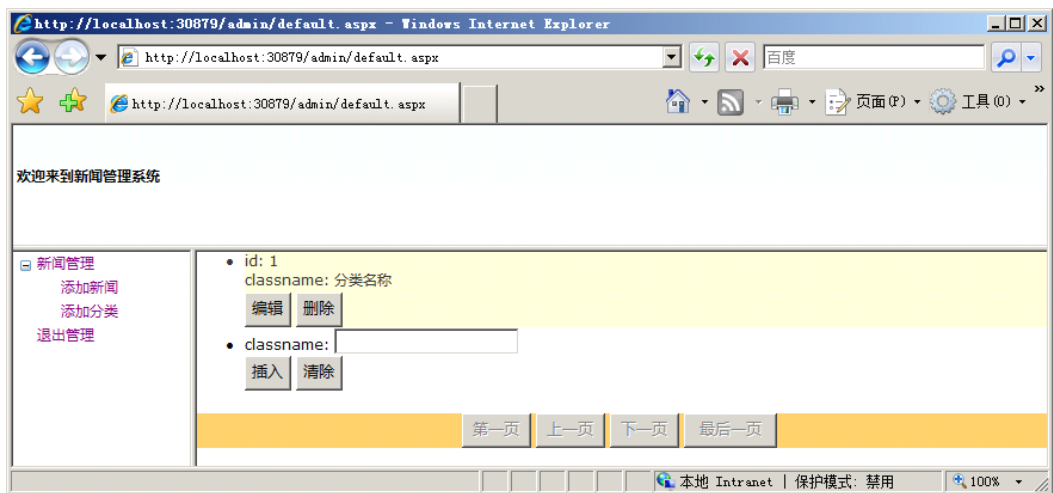 http://localhost:30879/admin/default.aspx - Windows Internet Explorer
http://localhost:30879/admin/default.aspx
百度
http://localhost:30879/admin/default.aspx
页面(P)
工具(O)
»
欢迎来到新闻管理系统
新闻管理
添加新闻
添加分类
退出管理
id: 1
classname: 分类名称
编辑 删除
classname:
插入 清除
第一页 上一页 下一页 最后一页
本地 Intranet | 保护模式: 禁用
100%